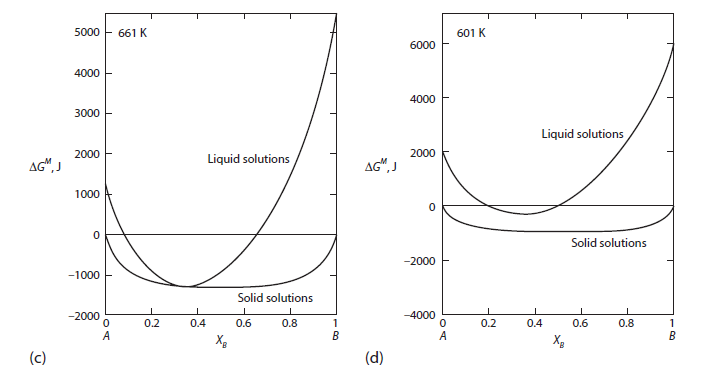 661 K
5000
4000
3000
2000
1000
0
−1000
−2000
ΔGᴹ, J
Liquid solutions
Solid solutions
0 0.2 0.4 0.6 0.8 1
A X_B B
(c)
601 K
6000
4000
2000
0
−2000
−4000
ΔGᴹ, J
Liquid solutions
Solid solutions
0 0.2 0.4 0.6 0.8 1
A X_B B
(d)